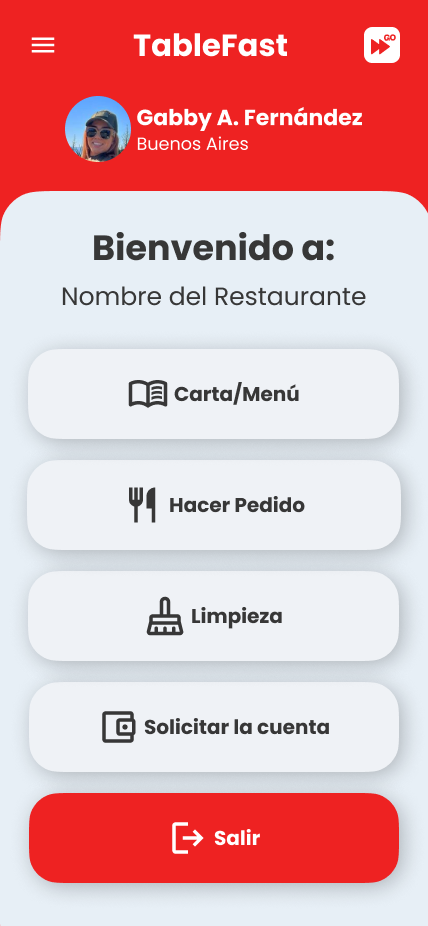 TableFast
GO
Gabby A. Fernández
Buenos Aires
Bienvenido a:
Nombre del Restaurante
Carta/Menú
Hacer Pedido
Limpieza
Solicitar la cuenta
Salir